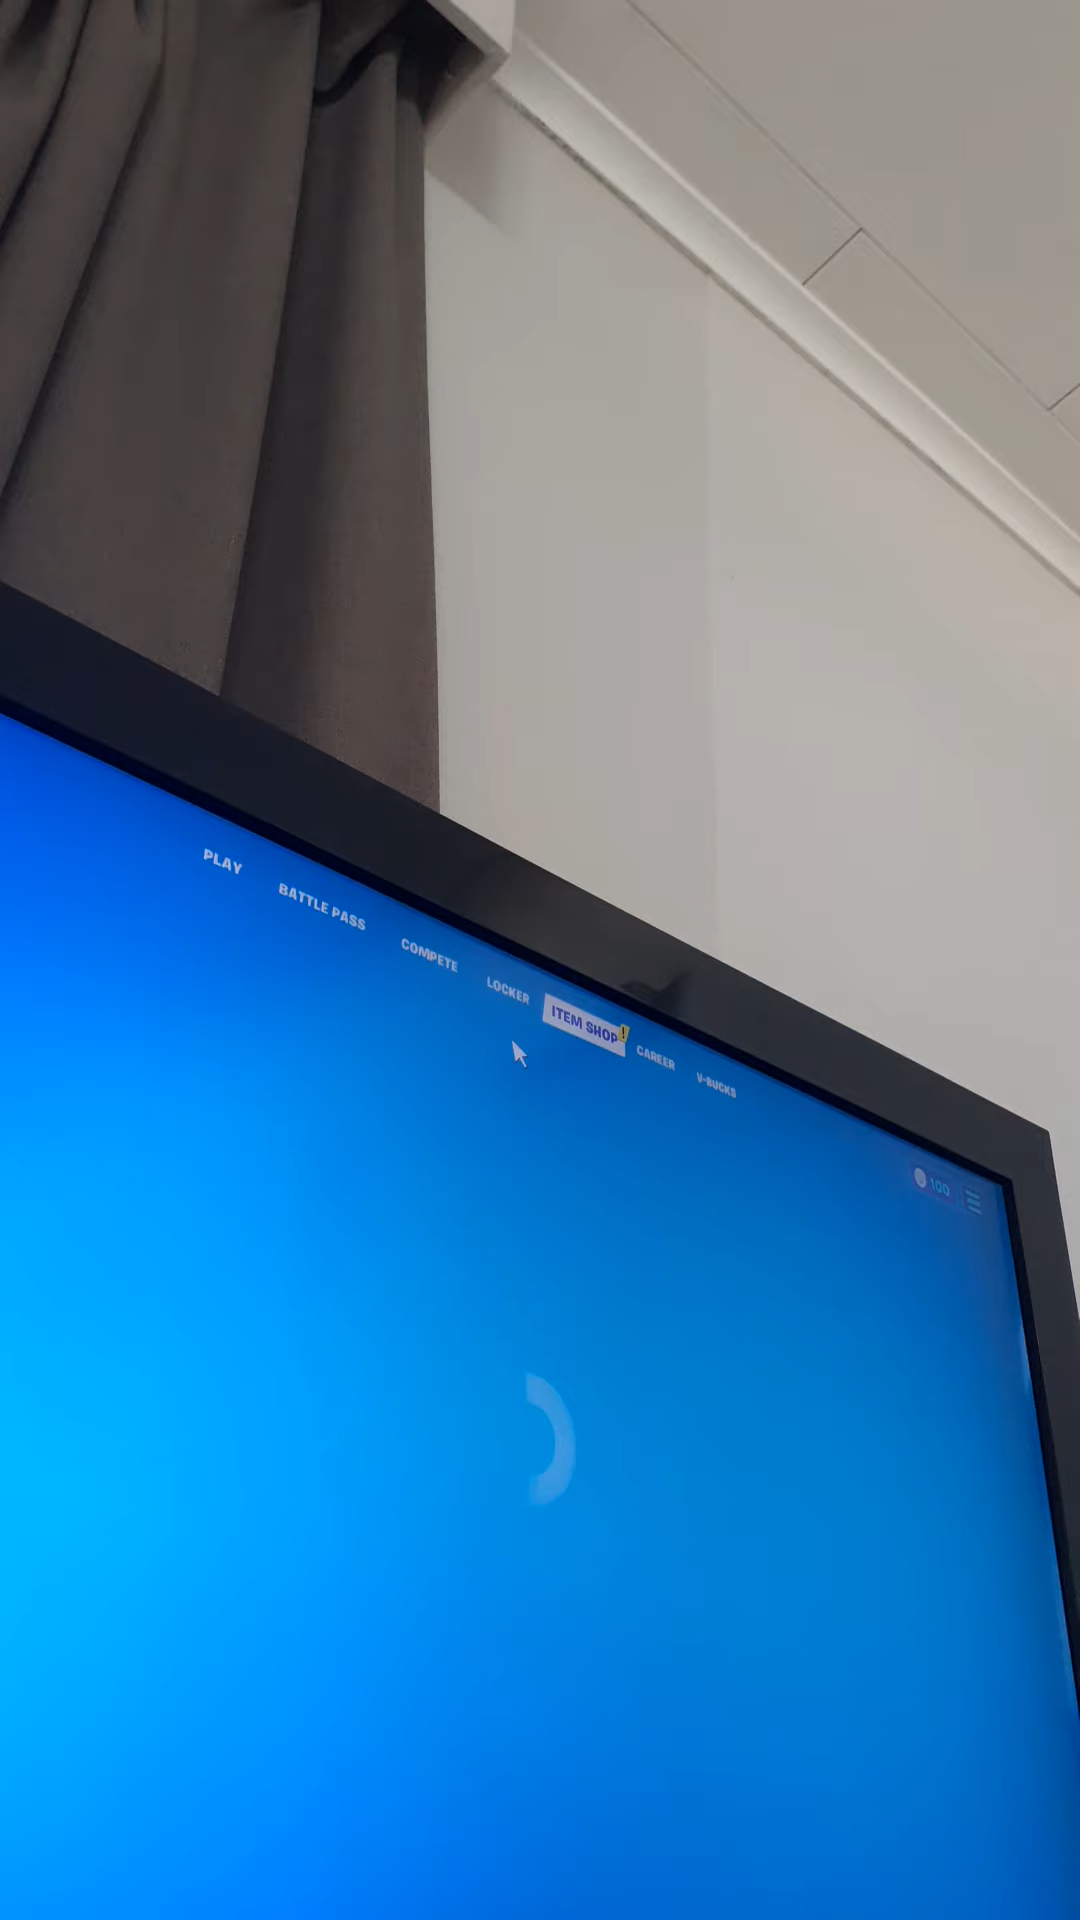 PLAY
BATTLE PASS
COMPETE
LOCKER
ITEM SHOP
!
CAREER
V-BUCKS
100